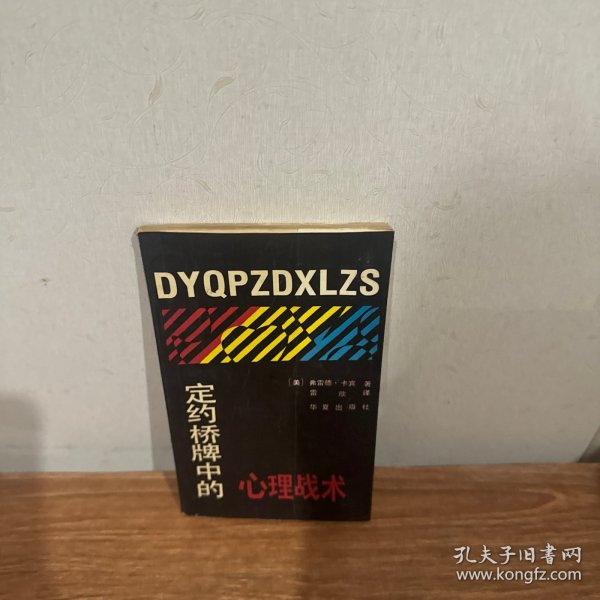 DYQPZDXLZS
[美] 弗雷德·卡宾 著
雷 欣 译
华夏出版社
定约桥牌中的
心理战术
孔夫子旧書网
www.kongfz.com